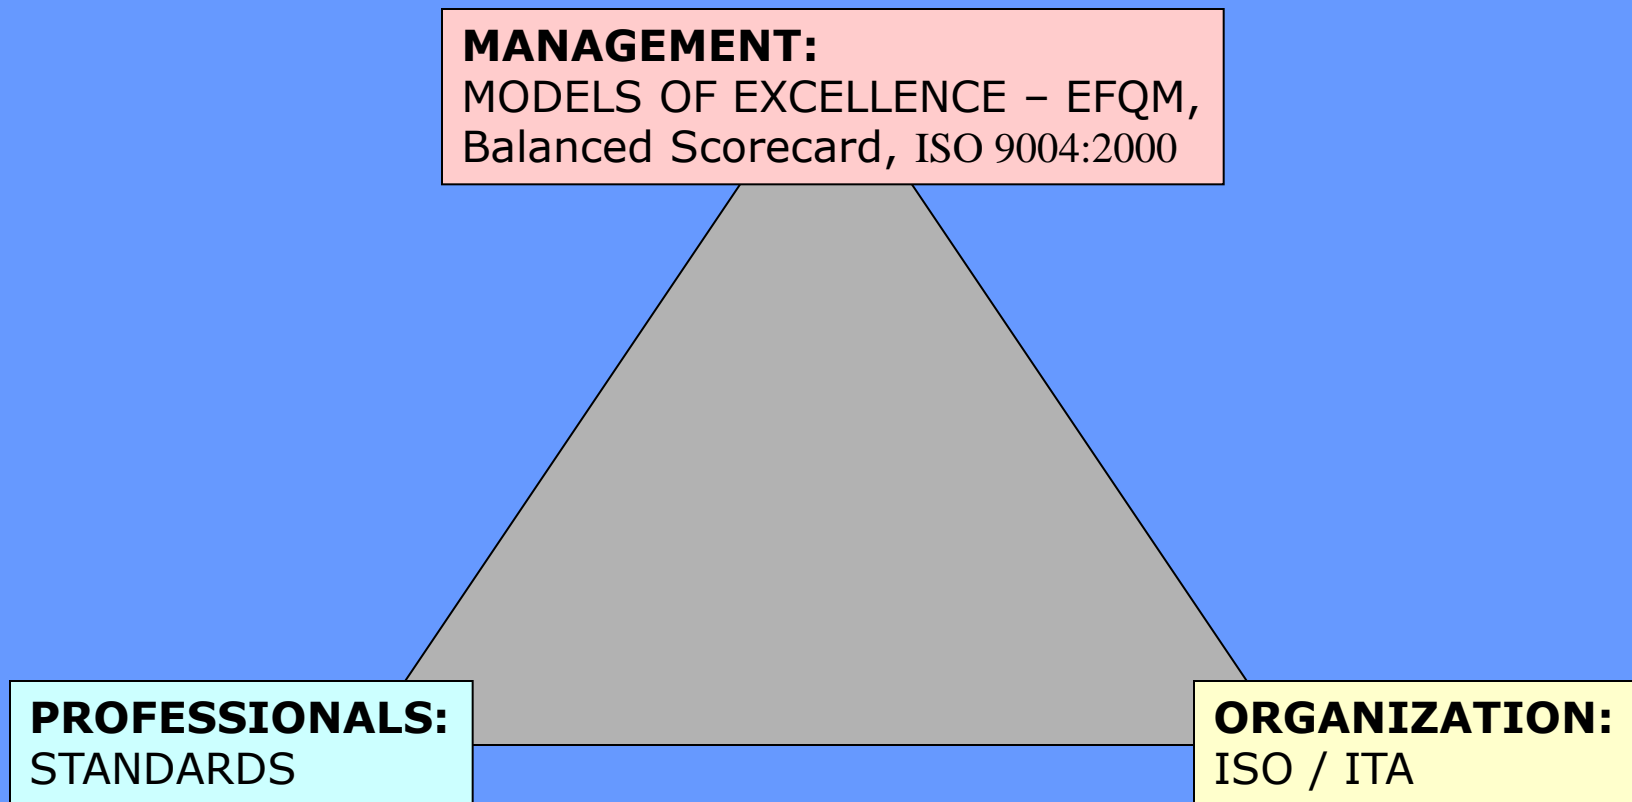 MANAGEMENT:
MODELS OF EXCELLENCE – EFQM,
Balanced Scorecard, ISO 9004:2000
PROFESSIONALS:
STANDARDS
ORGANIZATION:
ISO / ITA